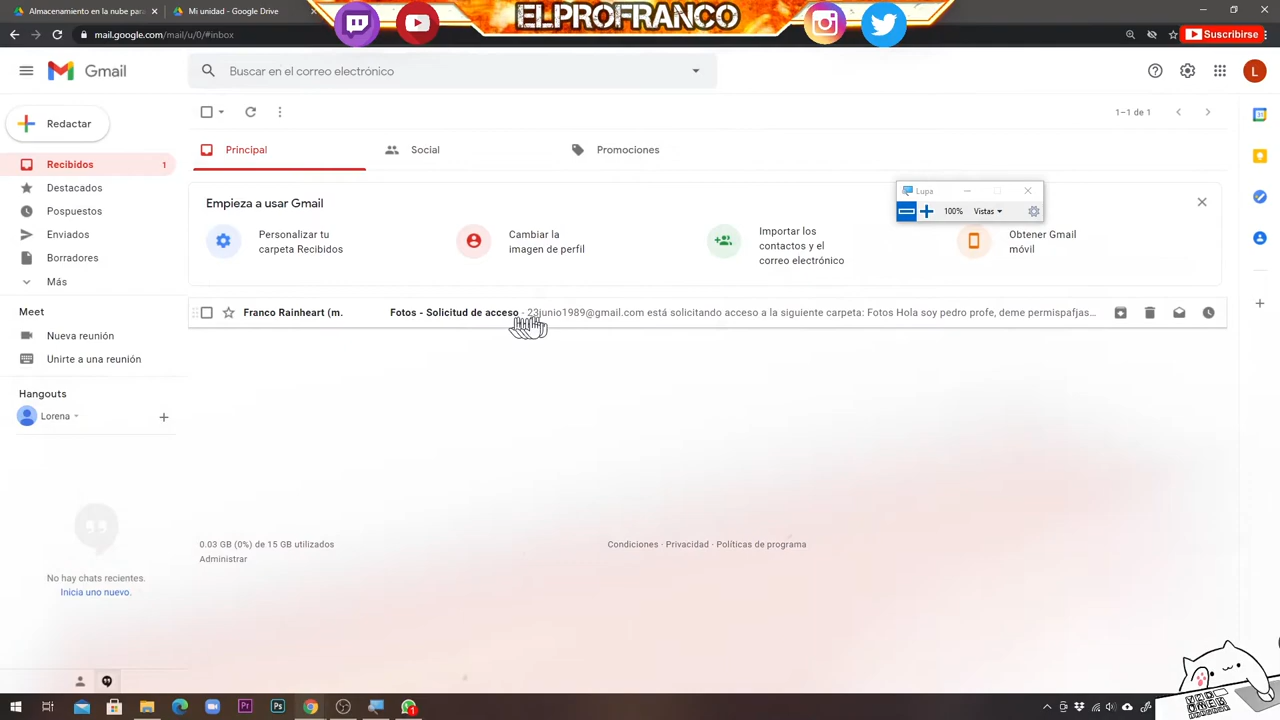 ELPROFRANCO
Almacenamiento en la nube para
Mi unidad - Google Drive
mail.google.com/mail/u/0/#inbox
Suscribirse
Gmail
Buscar en el correo electrónico
L
Redactar
1–1 de 1
Recibidos 1
Destacados
Pospuestos
Enviados
Borradores
Más
Meet
Nueva reunión
Unirte a una reunión
Hangouts
Lorena
No hay chats recientes.
Inicia uno nuevo.
Principal
Social
Promociones
Empieza a usar Gmail
Personalizar tu
carpeta Recibidos
Cambiar la
imagen de perfil
Importar los
contactos y el
correo electrónico
Obtener Gmail
móvil
Lupa
100% Vistas
Franco Rainheart (m. Fotos - Solicitud de acceso - 23junio1989@gmail.com está solicitando acceso a la siguiente carpeta: Fotos Hola soy pedro profe, deme permispafjas...
0.03 GB (0%) de 15 GB utilizados
Administrar
Condiciones · Privacidad · Políticas de programa